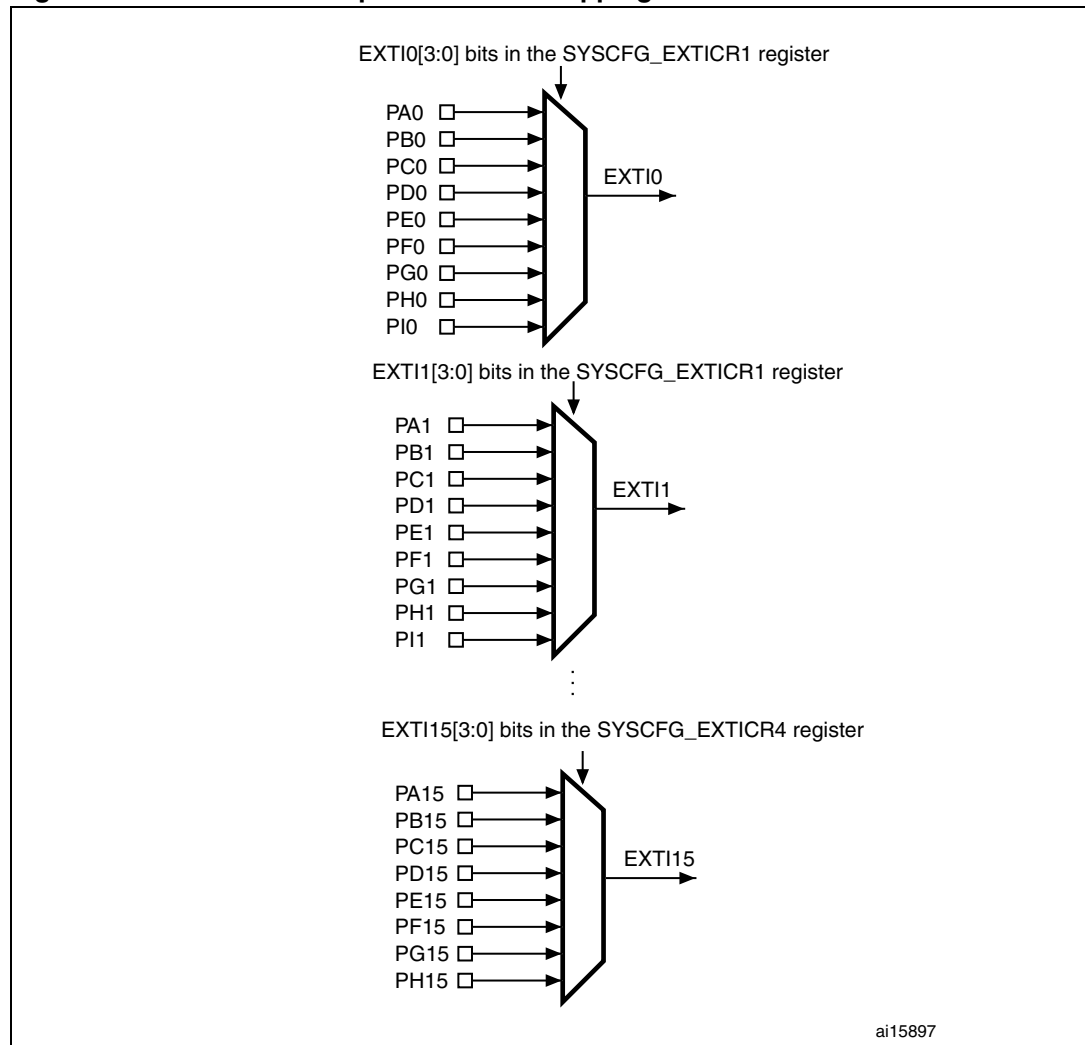 EXTI0[3:0] bits in the SYSCFG_EXTICR1 register
PA0
PB0
PC0
PD0
PE0
PF0
PG0
PH0
PI0
EXTI0
EXTI1[3:0] bits in the SYSCFG_EXTICR1 register
PA1
PB1
PC1
PD1
PE1
PF1
PG1
PH1
PI1
EXTI1
EXTI15[3:0] bits in the SYSCFG_EXTICR4 register
PA15
PB15
PC15
PD15
PE15
PF15
PG15
PH15
EXTI15
ai15897